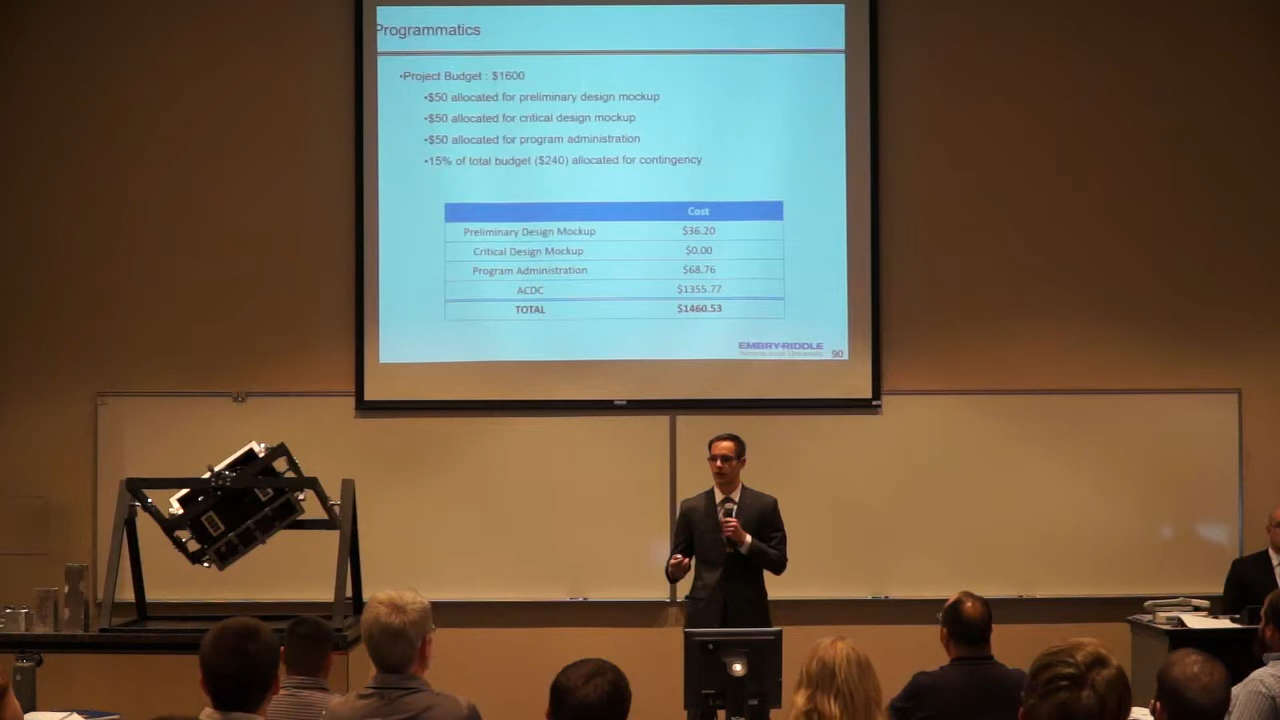 Programmatics
•Project Budget : $1600
•$50 allocated for preliminary design mockup
•$50 allocated for critical design mockup
•$50 allocated for program administration
•15% of total budget ($240) allocated for contingency
Cost
Preliminary Design Mockup $36.20
Critical Design Mockup $0.00
Program Administration $68.76
ACDC $1355.77
TOTAL $1460.53
EMBRY-RIDDLE
90